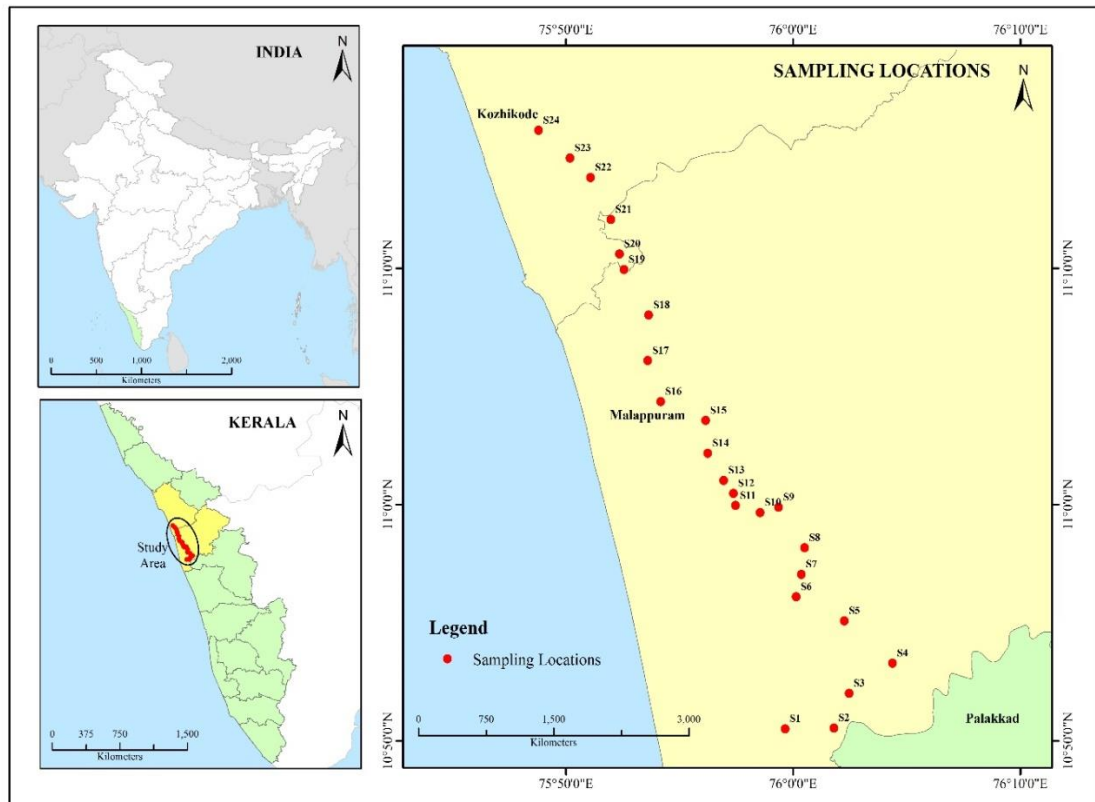 INDIA
N
0 500 1,000 2,000
Kilometers
KERALA
N
Study
Area
0 375 750 1,500
Kilometers
75°50'0"E 76°0'0"E 76°10'0"E
SAMPLING LOCATIONS
N
Kozhikode
S24
S23
S22
S21
S20
S19
11°10'0"N 11°10'0"N
S18
S17
S16
Malappuram
S15
S14
S13
S12
S11
S10
S9
11°0'0"N 11°0'0"N
S8
S7
S6
S5
S4
S3
S2
S1
Legend
Sampling Locations
Palakkad
0 750 1,500 3,000
Kilometers
10°50'0"N 10°50'0"N
75°50'0"E 76°0'0"E 76°10'0"E